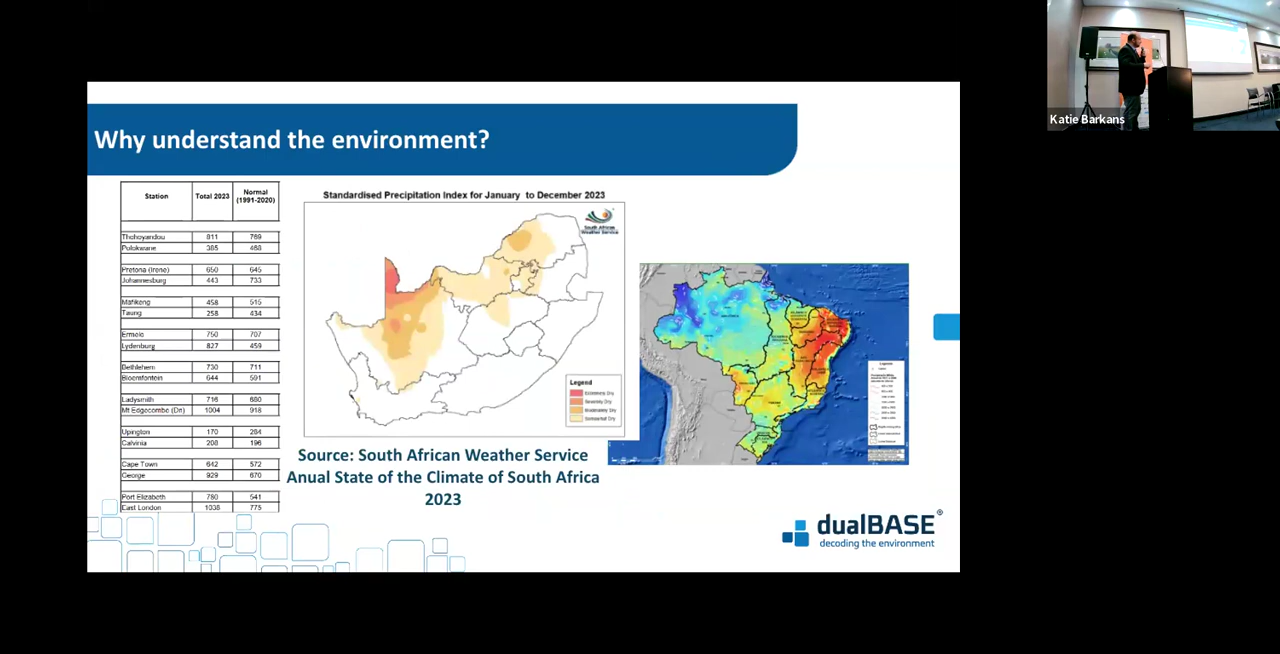 Katie Barkans
Why understand the environment?
Station Total 2023 Normal (1991-2020)
Thohoyandou 811 769
Polokwane 385 468
Pretoria (Irene) 650 645
Johannesburg 443 733
Mafikeng 458 515
Taung 258 434
Ermelo 750 707
Lydenburg 827 459
Bethlehem 730 711
Bloemfontein 644 591
Ladysmith 716 680
Mt Edgecombe (Dn) 1004 918
Upington 170 284
Calvinia 208 196
Cape Town 642 572
George 929 670
Port Elizabeth 780 541
East London 1038 775
Standardised Precipitation Index for January to December 2023
South African
Weather Service
Legend
Extremely Dry
Severely Dry
Moderately Dry
Somewhat Dry
Source: South African Weather Service
Anual State of the Climate of South Africa
2023
dualBASE®
decoding the environment